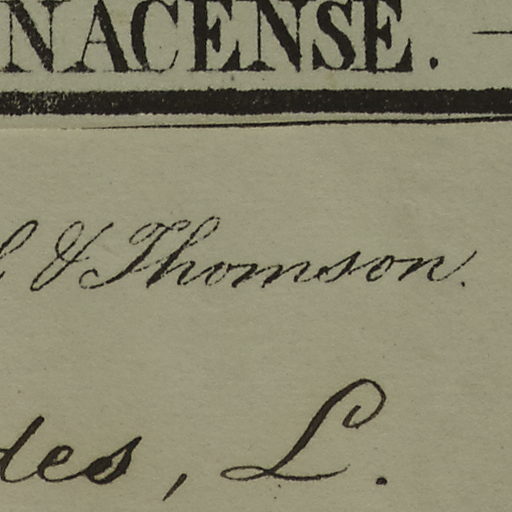 NACENSE. —
& Thomson.
des, L.